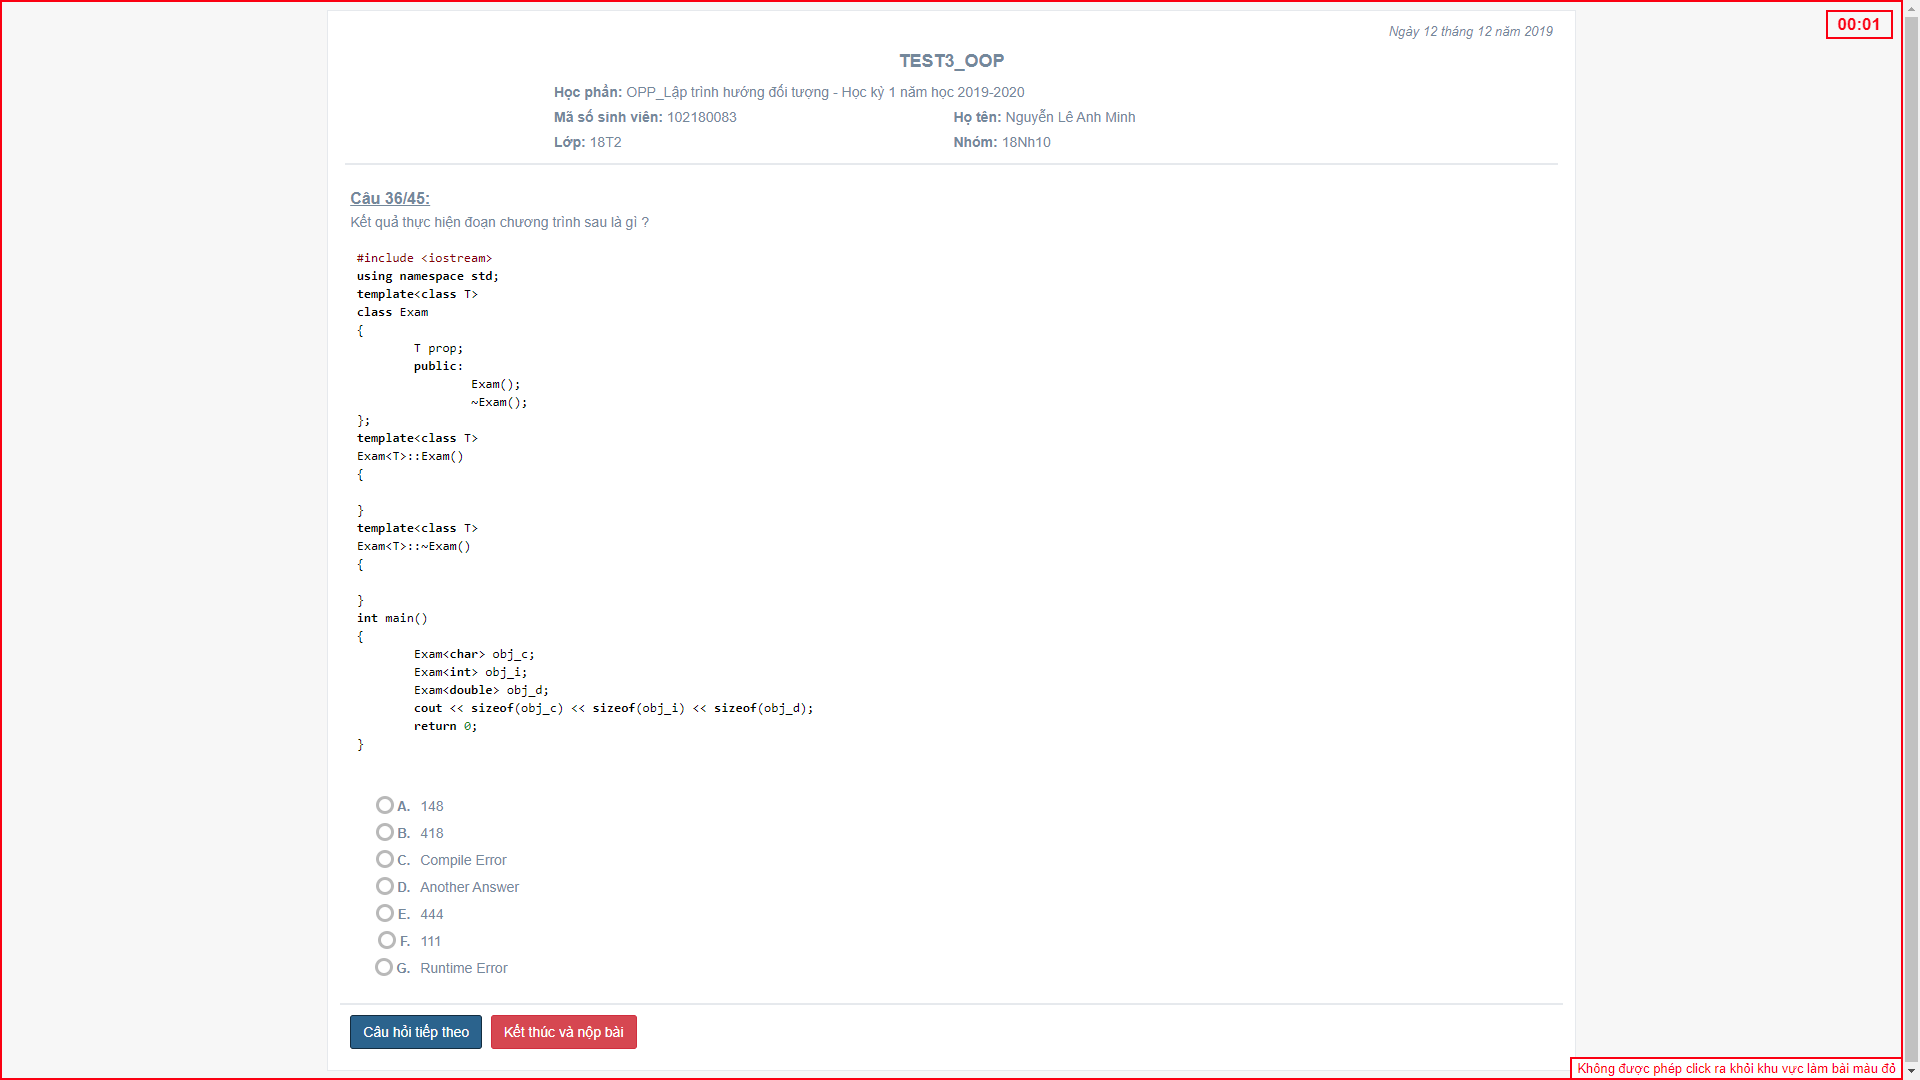 Ngày 12 tháng 12 năm 2019
00:01
TEST3_OOP
Học phần: OPP_Lập trình hướng đối tượng - Học kỳ 1 năm học 2019-2020
Mã số sinh viên: 102180083 Họ tên: Nguyễn Lê Anh Minh
Lớp: 18T2 Nhóm: 18Nh10
Câu 36/45:
Kết quả thực hiện đoạn chương trình sau là gì ?
#include <iostream>
using namespace std;
template<class T>
class Exam
{
T prop;
public:
Exam();
~Exam();
};
template<class T>
Exam<T>::Exam()
{
}
template<class T>
Exam<T>::~Exam()
{
}
int main()
{
Exam<char> obj_c;
Exam<int> obj_i;
Exam<double> obj_d;
cout << sizeof(obj_c) << sizeof(obj_i) << sizeof(obj_d);
return 0;
}
A. 148
B. 418
C. Compile Error
D. Another Answer
E. 444
F. 111
G. Runtime Error
Câu hỏi tiếp theo Kết thúc và nộp bài
Không được phép click ra khỏi khu vực làm bài màu đỏ